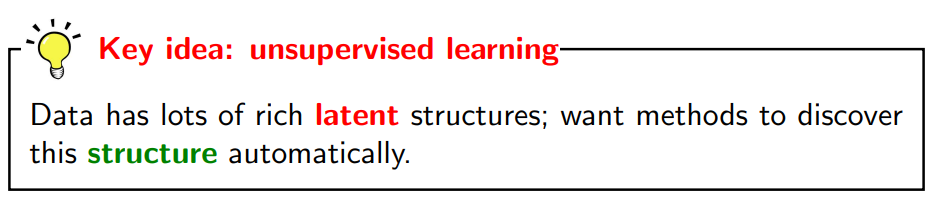 Key idea: unsupervised learning
Data has lots of rich latent structures; want methods to discover
this structure automatically.